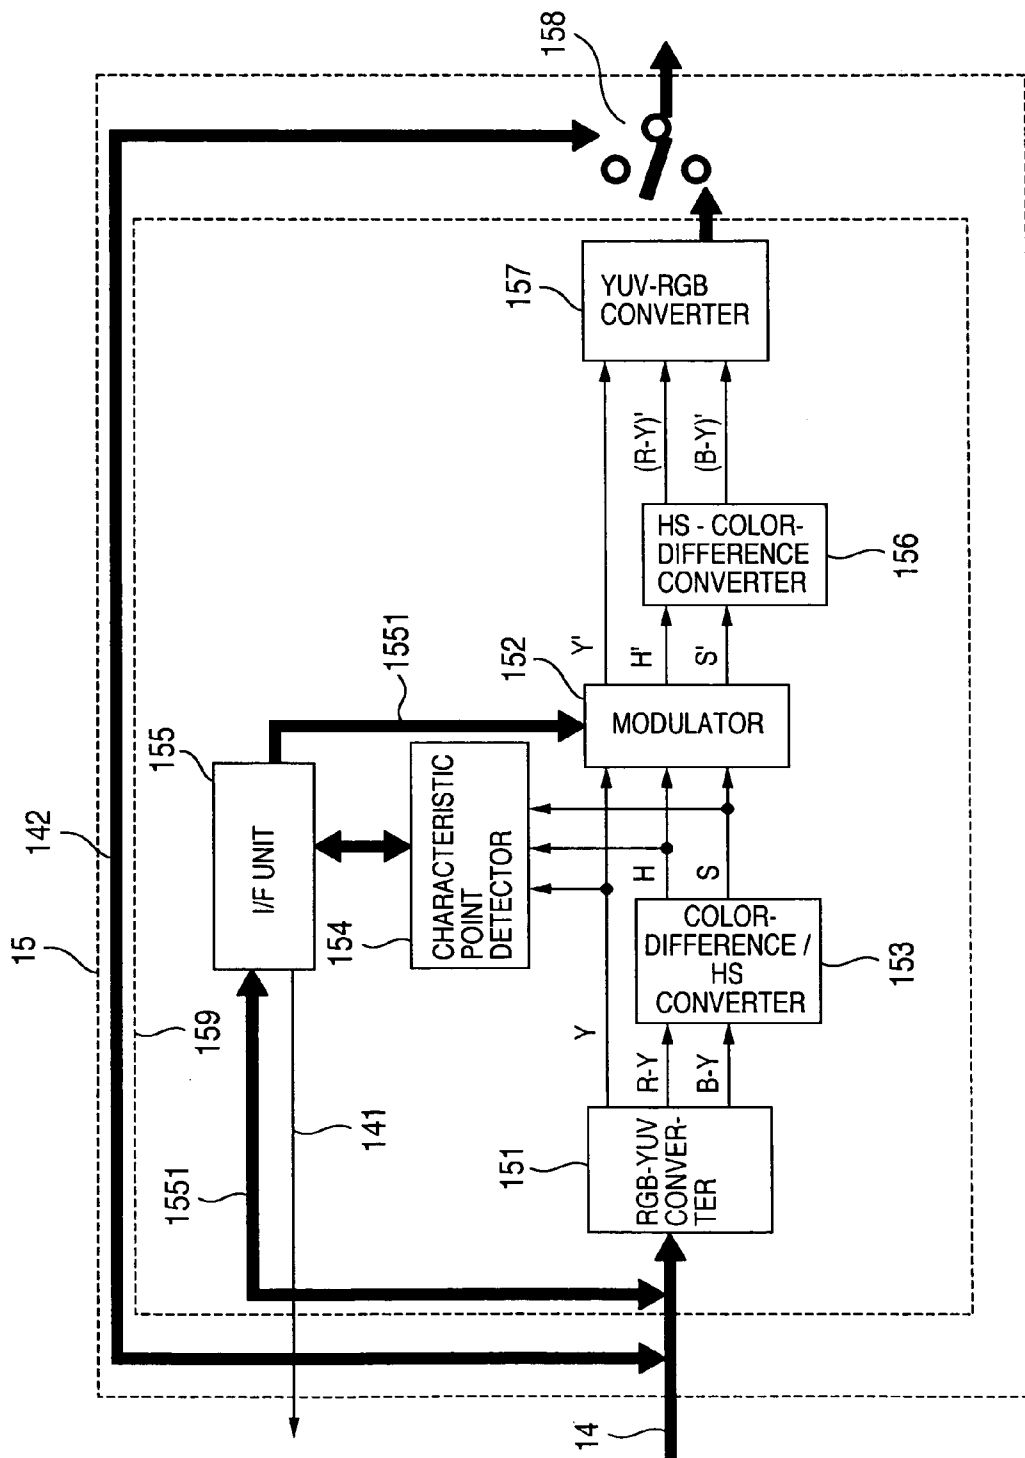 15
142
158
159
1551
141
155
I/F UNIT
1551
154
CHARACTERISTIC
POINT
DETECTOR
152
MODULATOR
157
YUV-RGB
CONVERTER
14
151
RGB-YUV
CONVER-
TER
Y
R-Y
B-Y
COLOR-
DIFFERENCE /
HS
CONVERTER
153
H
S
Y'
H'
S'
HS - COLOR-
DIFFERENCE
CONVERTER
156
(R-Y)'
(B-Y)'